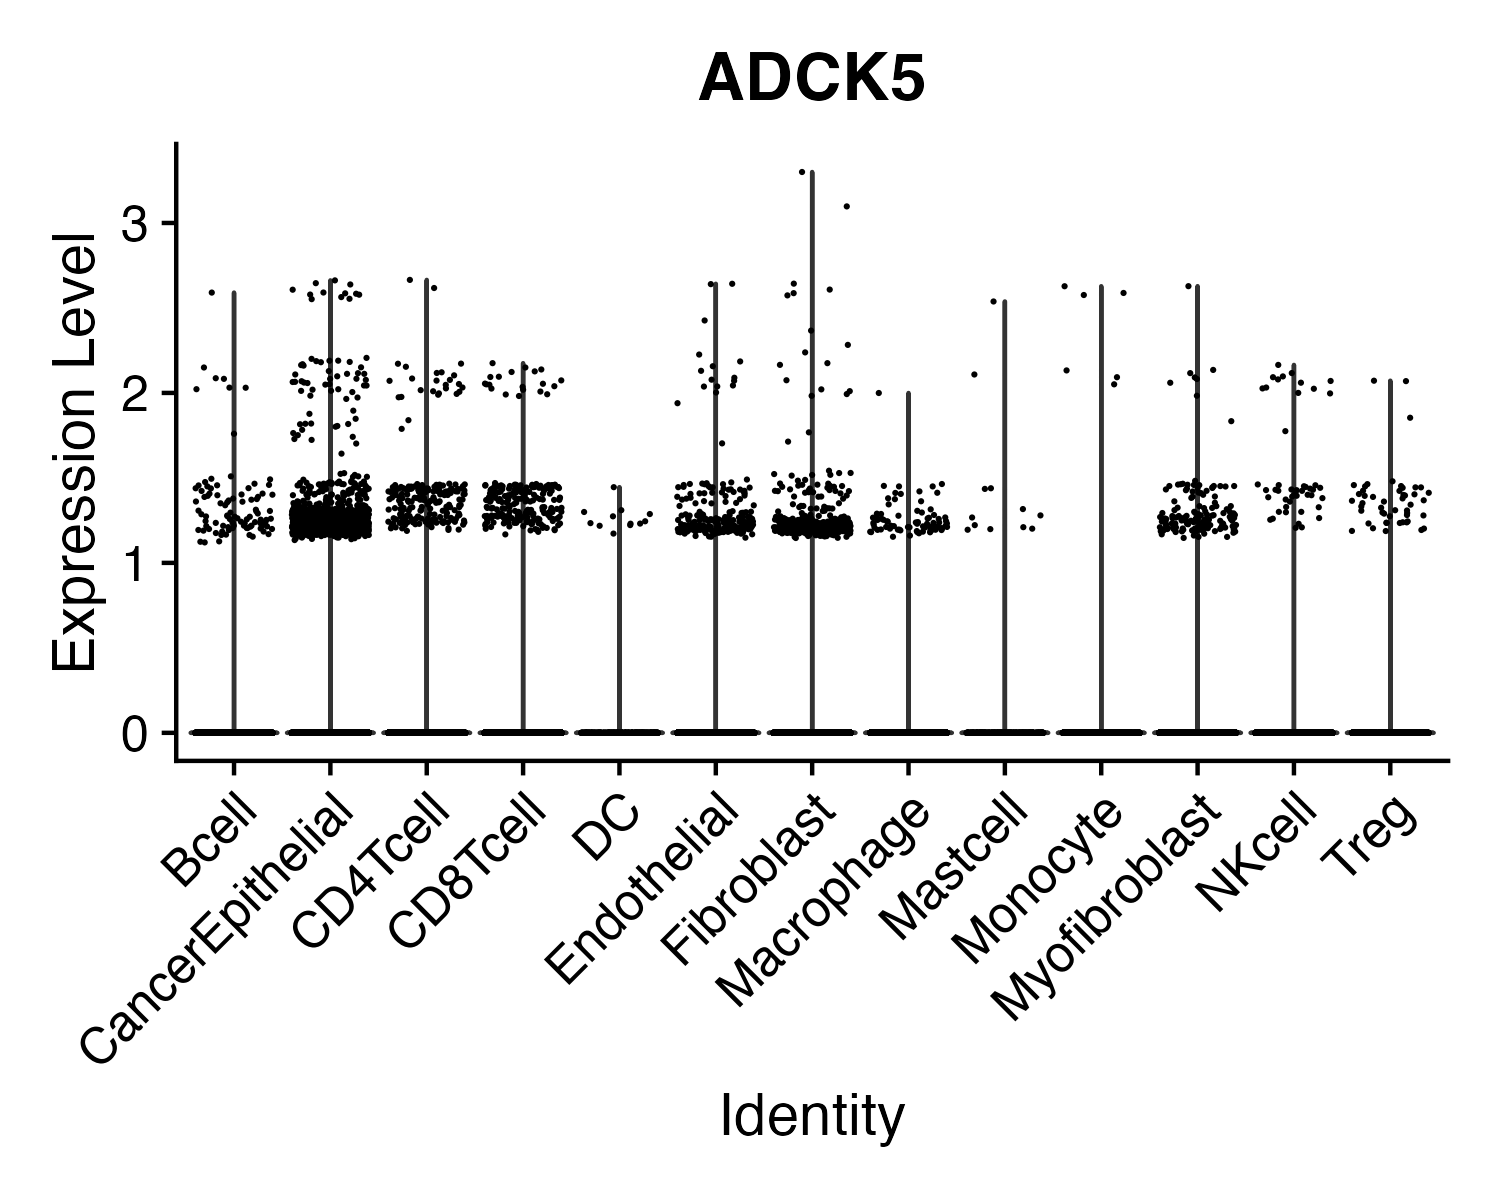 ADCK5
Expression Level
3
2
1
0
Bcell
CancerEpithelial
CD4Tcell
CD8Tcell
DC
Endothelial
Fibroblast
Macrophage
Mastcell
Monocyte
Myofibroblast
NKcell
Treg
Identity